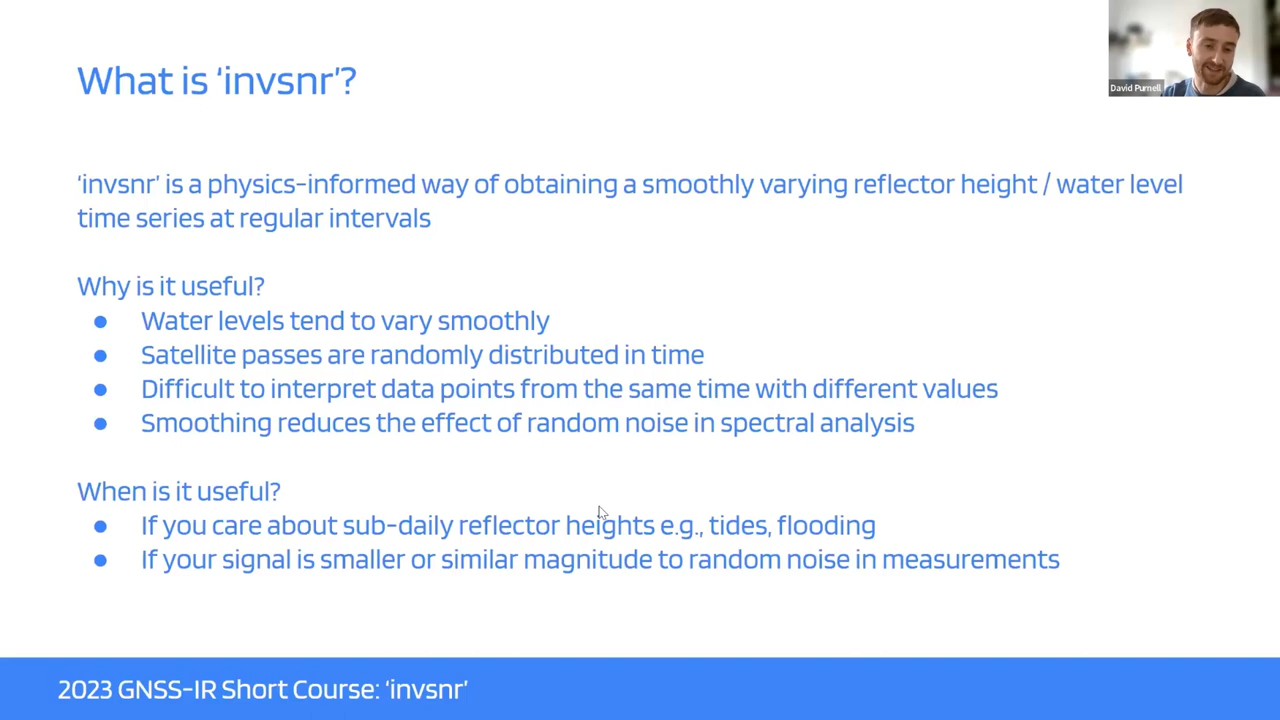 What is ‘invsnr’?
David Purnell
‘invsnr’ is a physics-informed way of obtaining a smoothly varying reflector height / water level
time series at regular intervals
Why is it useful?
● Water levels tend to vary smoothly
● Satellite passes are randomly distributed in time
● Difficult to interpret data points from the same time with different values
● Smoothing reduces the effect of random noise in spectral analysis
When is it useful?
● If you care about sub-daily reflector heights e.g., tides, flooding
● If your signal is smaller or similar magnitude to random noise in measurements
2023 GNSS-IR Short Course: ‘invsnr’